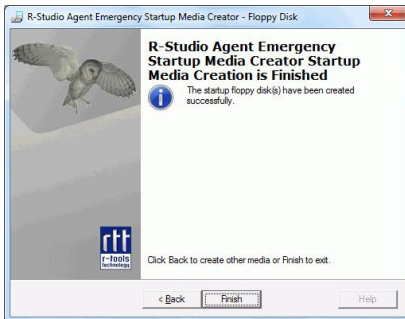 R-Studio Agent Emergency Startup Media Creator - Floppy Disk
R-Studio Agent Emergency
Startup Media Creator Startup
Media Creation is Finished
The startup floppy disk(s) have been created
successfully.
rtt
r-tools
technology
Click Back to create other media or Finish to exit.
< Back
Finish
Help